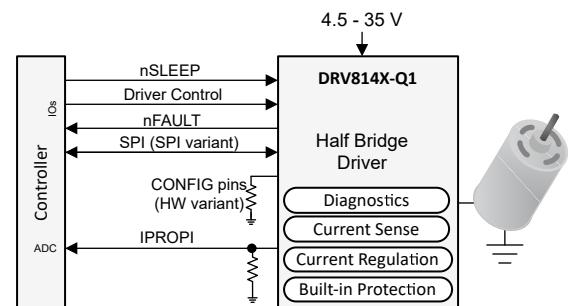 4.5 - 35 V
nSLEEP
Driver Control
nFAULT
SPI (SPI variant)
CONFIG pins
(HW variant)
IPROPI
Controller
IOs
ADC
DRV814X-Q1
Half Bridge
Driver
Diagnostics
Current Sense
Current Regulation
Built-in Protection